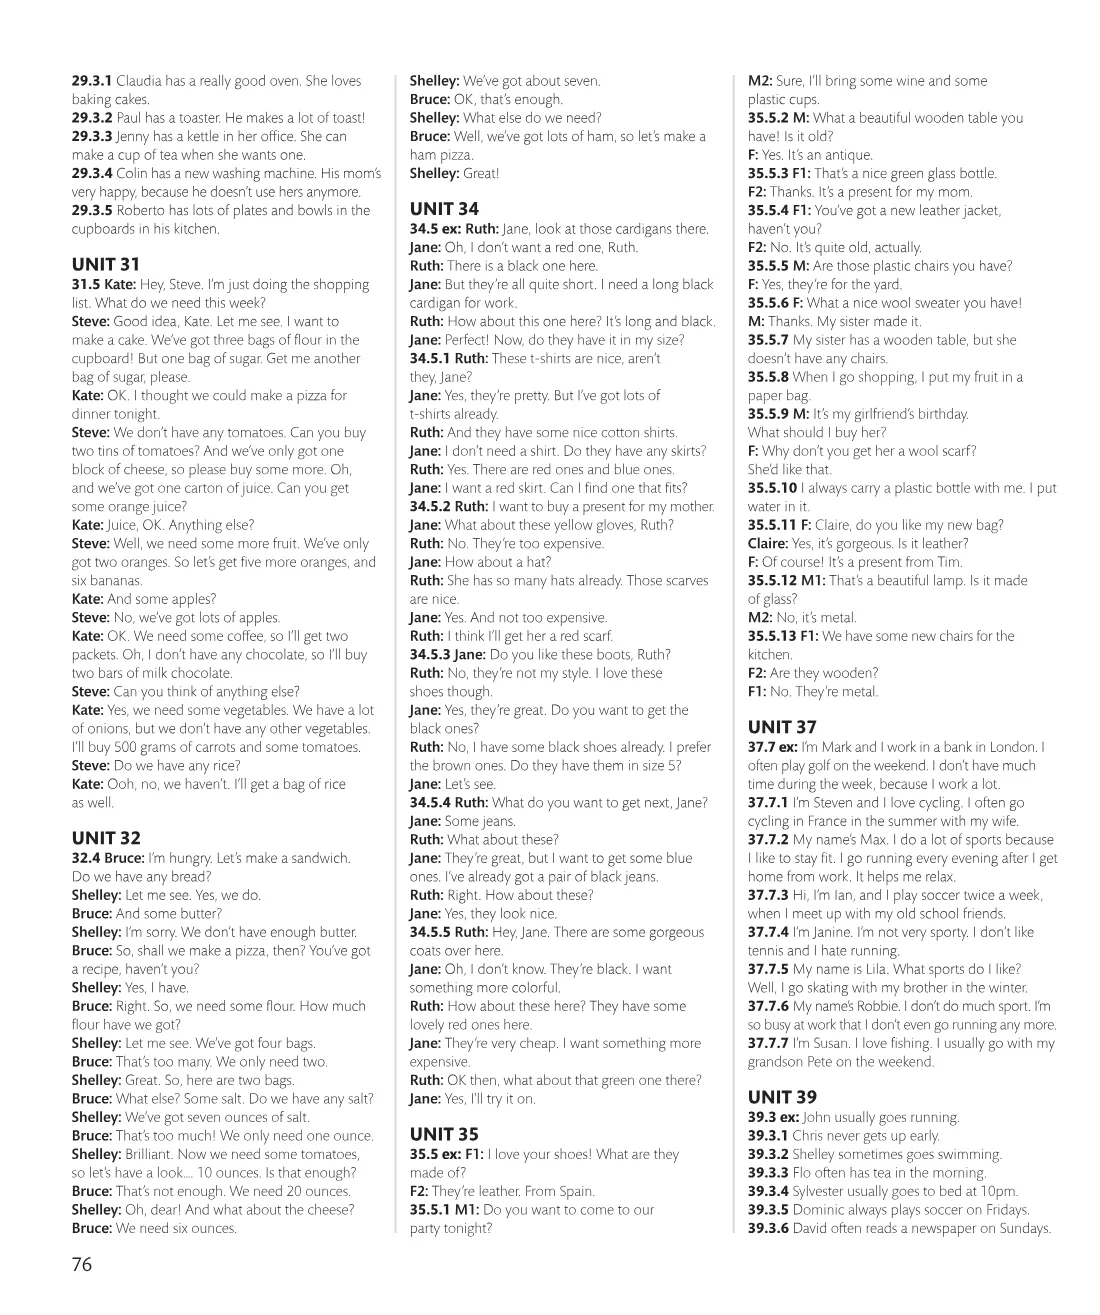 29.3.1 Claudia has a really good oven. She loves
baking cakes.
29.3.2 Paul has a toaster. He makes a lot of toast!
29.3.3 Jenny has a kettle in her office. She can
make a cup of tea when she wants one.
29.3.4 Colin has a new washing machine. His mom’s
very happy, because he doesn’t use hers anymore.
29.3.5 Roberto has lots of plates and bowls in the
cupboards in his kitchen.
UNIT 31
31.5 Kate: Hey, Steve. I’m just doing the shopping
list. What do we need this week?
Steve: Good idea, Kate. Let me see. I want to
make a cake. We’ve got three bags of flour in the
cupboard! But one bag of sugar. Get me another
bag of sugar, please.
Kate: OK. I thought we could make a pizza for
dinner tonight.
Steve: We don’t have any tomatoes. Can you buy
two tins of tomatoes? And we’ve only got one
block of cheese, so please buy some more. Oh,
and we’ve got one carton of juice. Can you get
some orange juice?
Kate: Juice, OK. Anything else?
Steve: Well, we need some more fruit. We’ve only
got two oranges. So let’s get five more oranges, and
six bananas.
Kate: And some apples?
Steve: No, we’ve got lots of apples.
Kate: OK. We need some coffee, so I’ll get two
packets. Oh, I don’t have any chocolate, so I’ll buy
two bars of milk chocolate.
Steve: Can you think of anything else?
Kate: Yes, we need some vegetables. We have a lot
of onions, but we don’t have any other vegetables.
I’ll buy 500 grams of carrots and some tomatoes.
Steve: Do we have any rice?
Kate: Ooh, no, we haven’t. I’ll get a bag of rice
as well.
UNIT 32
32.4 Bruce: I’m hungry. Let’s make a sandwich.
Do we have any bread?
Shelley: Let me see. Yes, we do.
Bruce: And some butter?
Shelley: I’m sorry. We don’t have enough butter.
Bruce: So, shall we make a pizza, then? You’ve got
a recipe, haven’t you?
Shelley: Yes, I have.
Bruce: Right. So, we need some flour. How much
flour have we got?
Shelley: Let me see. We’ve got four bags.
Bruce: That’s too many. We only need two.
Shelley: Great. So, here are two bags.
Bruce: What else? Some salt. Do we have any salt?
Shelley: We’ve got seven ounces of salt.
Bruce: That’s too much! We only need one ounce.
Shelley: Brilliant. Now we need some tomatoes,
so let’s have a look.... 10 ounces. Is that enough?
Bruce: That’s not enough. We need 20 ounces.
Shelley: Oh, dear! And what about the cheese?
Bruce: We need six ounces.
Shelley: We’ve got about seven.
Bruce: OK, that’s enough.
Shelley: What else do we need?
Bruce: Well, we’ve got lots of ham, so let’s make a
ham pizza.
Shelley: Great!
UNIT 34
34.5 ex: Ruth: Jane, look at those cardigans there.
Jane: Oh, I don’t want a red one, Ruth.
Ruth: There is a black one here.
Jane: But they’re all quite short. I need a long black
cardigan for work.
Ruth: How about this one here? It’s long and black.
Jane: Perfect! Now, do they have it in my size?
34.5.1 Ruth: These t-shirts are nice, aren’t
they, Jane?
Jane: Yes, they’re pretty. But I’ve got lots of
t-shirts already.
Ruth: And they have some nice cotton shirts.
Jane: I don’t need a shirt. Do they have any skirts?
Ruth: Yes. There are red ones and blue ones.
Jane: I want a red skirt. Can I find one that fits?
34.5.2 Ruth: I want to buy a present for my mother.
Jane: What about these yellow gloves, Ruth?
Ruth: No. They’re too expensive.
Jane: How about a hat?
Ruth: She has so many hats already. Those scarves
are nice.
Jane: Yes. And not too expensive.
Ruth: I think I’ll get her a red scarf.
34.5.3 Jane: Do you like these boots, Ruth?
Ruth: No, they’re not my style. I love these
shoes though.
Jane: Yes, they’re great. Do you want to get the
black ones?
Ruth: No, I have some black shoes already. I prefer
the brown ones. Do they have them in size 5?
Jane: Let’s see.
34.5.4 Ruth: What do you want to get next, Jane?
Jane: Some jeans.
Ruth: What about these?
Jane: They’re great, but I want to get some blue
ones. I’ve already got a pair of black jeans.
Ruth: Right. How about these?
Jane: Yes, they look nice.
34.5.5 Ruth: Hey, Jane. There are some gorgeous
coats over here.
Jane: Oh, I don’t know. They’re black. I want
something more colorful.
Ruth: How about these here? They have some
lovely red ones here.
Jane: They’re very cheap. I want something more
expensive.
Ruth: OK then, what about that green one there?
Jane: Yes, I’ll try it on.
UNIT 35
35.5 ex: F1: I love your shoes! What are they
made of?
F2: They’re leather. From Spain.
35.5.1 M1: Do you want to come to our
party tonight?
M2: Sure, I’ll bring some wine and some
plastic cups.
35.5.2 M: What a beautiful wooden table you
have! Is it old?
F: Yes. It’s an antique.
35.5.3 F1: That’s a nice green glass bottle.
F2: Thanks. It’s a present for my mom.
35.5.4 F1: You’ve got a new leather jacket,
haven’t you?
F2: No. It’s quite old, actually.
35.5.5 M: Are those plastic chairs you have?
F: Yes, they’re for the yard.
35.5.6 F: What a nice wool sweater you have!
M: Thanks. My sister made it.
35.5.7 My sister has a wooden table, but she
doesn’t have any chairs.
35.5.8 When I go shopping, I put my fruit in a
paper bag.
35.5.9 M: It’s my girlfriend’s birthday.
What should I buy her?
F: Why don’t you get her a wool scarf?
She’d like that.
35.5.10 I always carry a plastic bottle with me. I put
water in it.
35.5.11 F: Claire, do you like my new bag?
Claire: Yes, it’s gorgeous. Is it leather?
F: Of course! It’s a present from Tim.
35.5.12 M1: That’s a beautiful lamp. Is it made
of glass?
M2: No, it’s metal.
35.5.13 F1: We have some new chairs for the
kitchen.
F2: Are they wooden?
F1: No. They’re metal.
UNIT 37
37.7 ex: I’m Mark and I work in a bank in London. I
often play golf on the weekend. I don’t have much
time during the week, because I work a lot.
37.7.1 I’m Steven and I love cycling. I often go
cycling in France in the summer with my wife.
37.7.2 My name’s Max. I do a lot of sports because
I like to stay fit. I go running every evening after I get
home from work. It helps me relax.
37.7.3 Hi, I’m Ian, and I play soccer twice a week,
when I meet up with my old school friends.
37.7.4 I’m Janine. I’m not very sporty. I don’t like
tennis and I hate running.
37.7.5 My name is Lila. What sports do I like?
Well, I go skating with my brother in the winter.
37.7.6 My name’s Robbie. I don’t do much sport. I’m
so busy at work that I don’t even go running any more.
37.7.7 I’m Susan. I love fishing. I usually go with my
grandson Pete on the weekend.
UNIT 39
39.3 ex: John usually goes running.
39.3.1 Chris never gets up early.
39.3.2 Shelley sometimes goes swimming.
39.3.3 Flo often has tea in the morning.
39.3.4 Sylvester usually goes to bed at 10pm.
39.3.5 Dominic always plays soccer on Fridays.
39.3.6 David often reads a newspaper on Sundays.
76